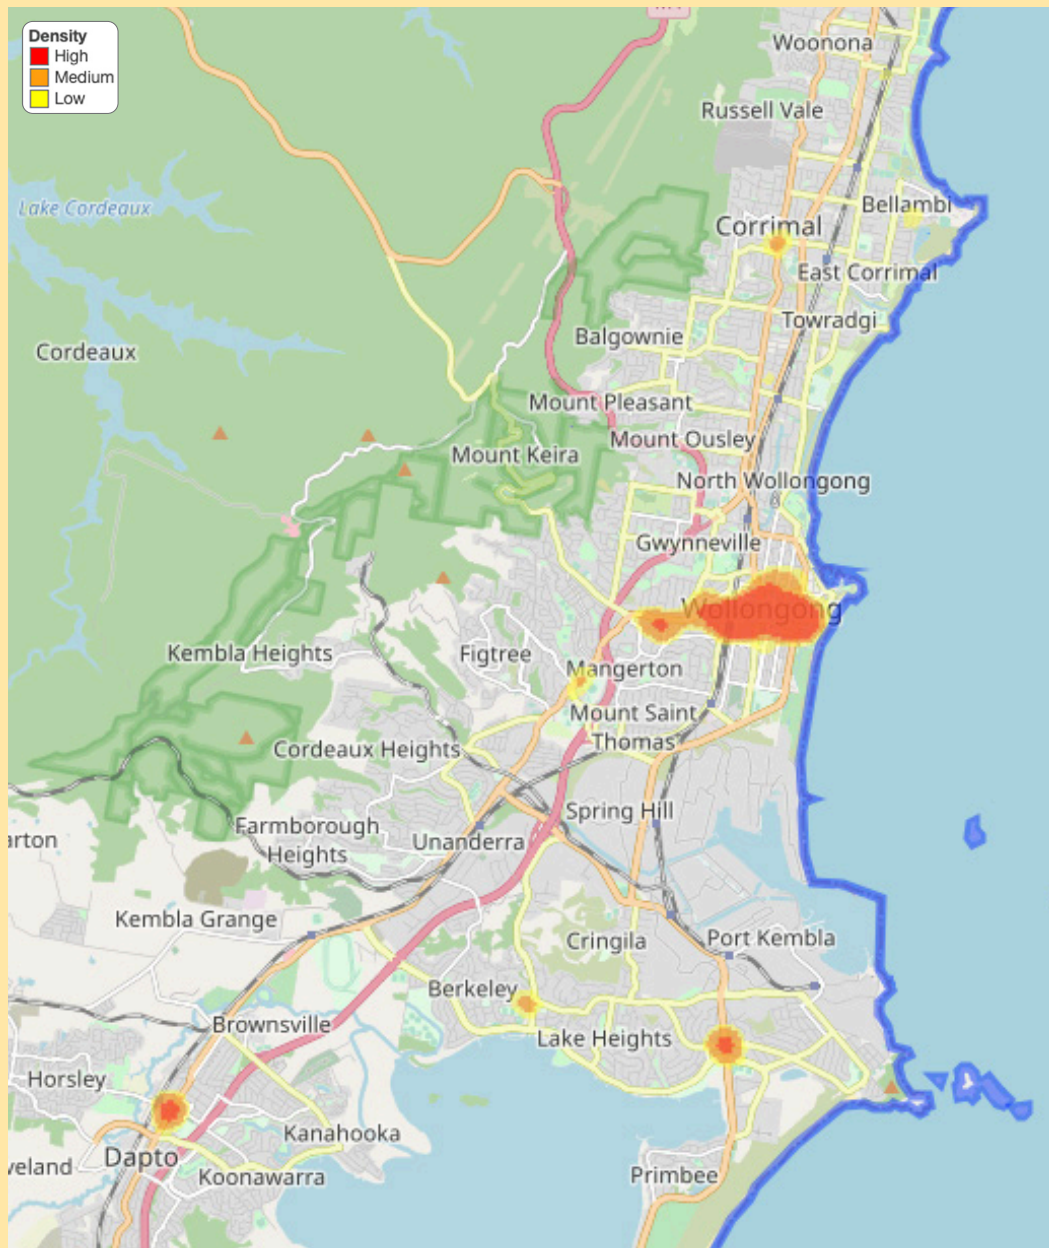 Density
High
Medium
Low
Woonona
Russell Vale
Lake Cordeaux
Bellambi
Corrimal
East Corrimal
Towradgi
Balgownie
Cordeaux
Mount Pleasant
Mount Ousley
Mount Keira
North Wollongong
Gwynneville
Wollongong
Kembla Heights
Figtree
Mangerton
Mount Saint
Thomas
Cordeaux Heights
Spring Hill
Farmborough
Heights
Unanderra
arton
Kembla Grange
Cringila
Port Kembla
Berkeley
Brownsville
Lake Heights
Horsley
Kanahooka
Dapto
veland
Koonawarra
Primbee